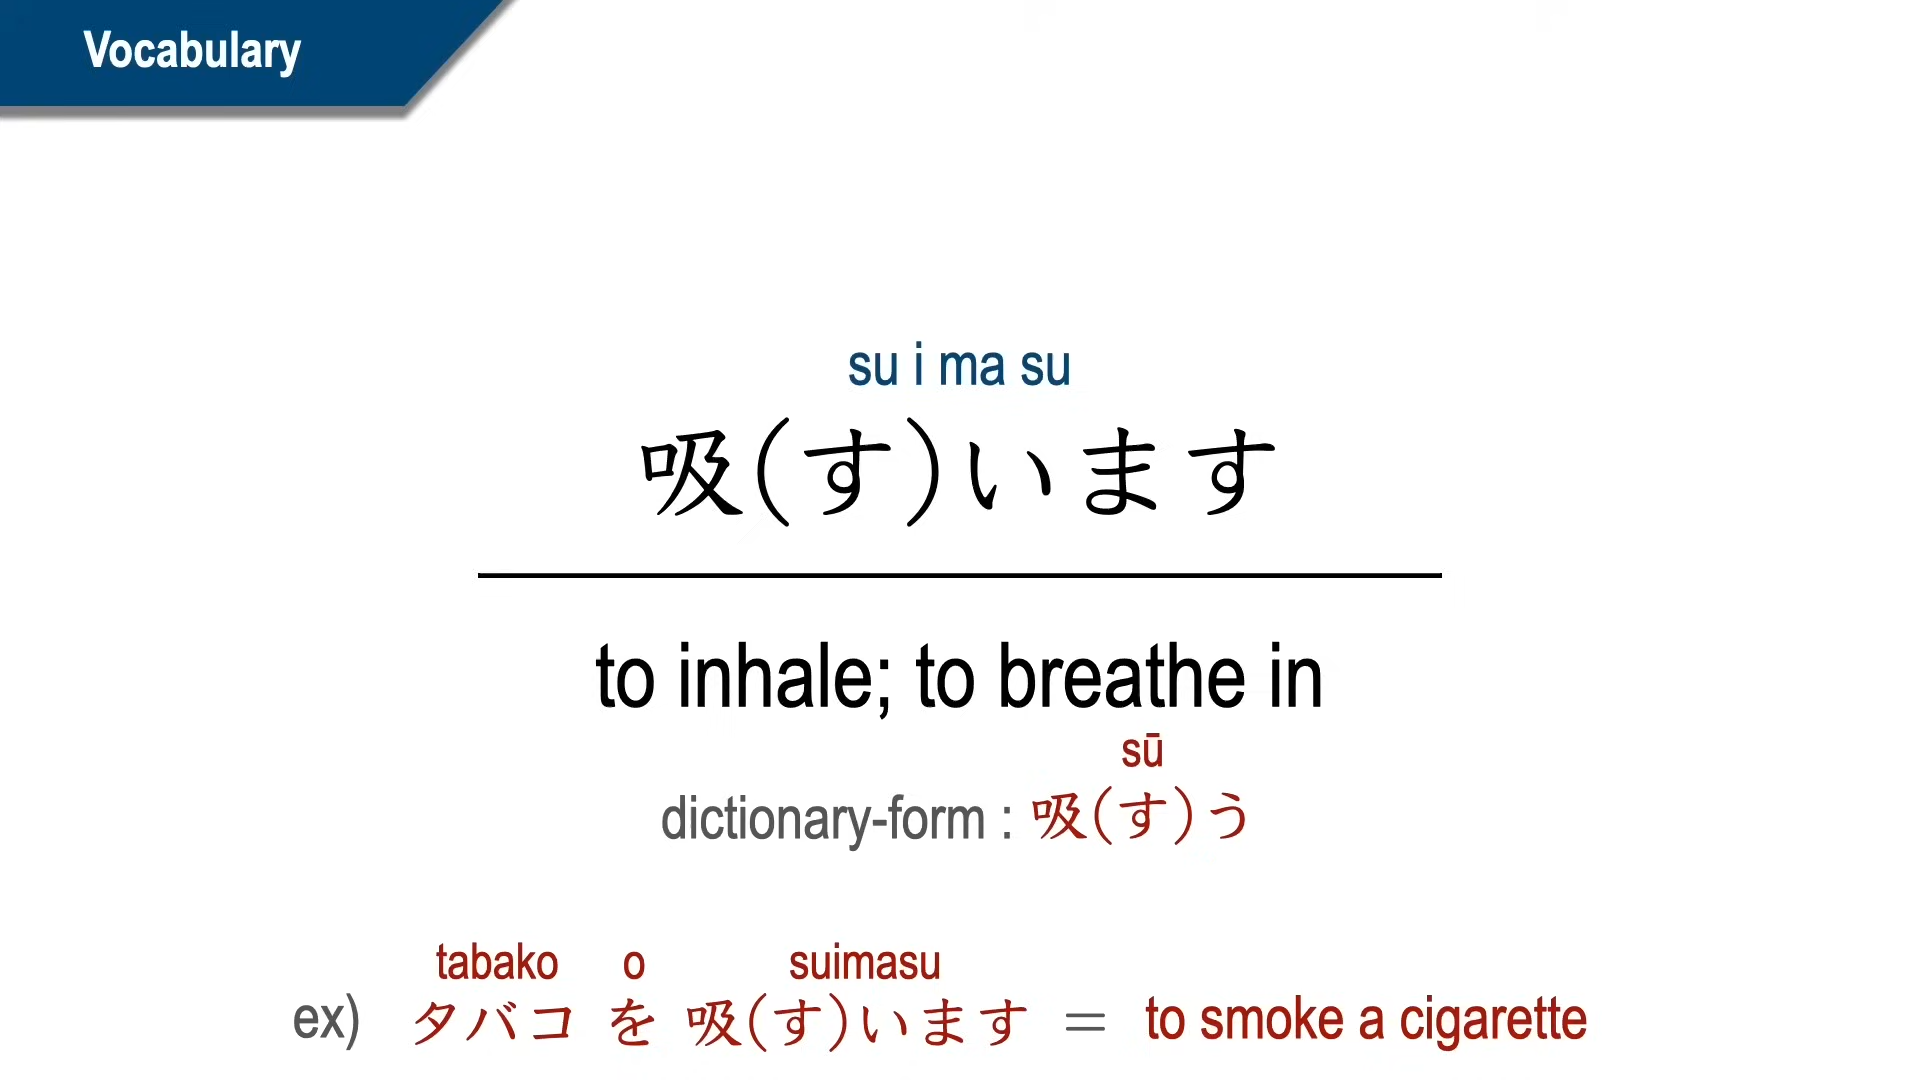 Vocabulary
su i ma su
吸(す)います
to inhale; to breathe in
sū
dictionary-form : 吸(す)う
tabako o suimasu
ex) タバコ を 吸(す)います = to smoke a cigarette